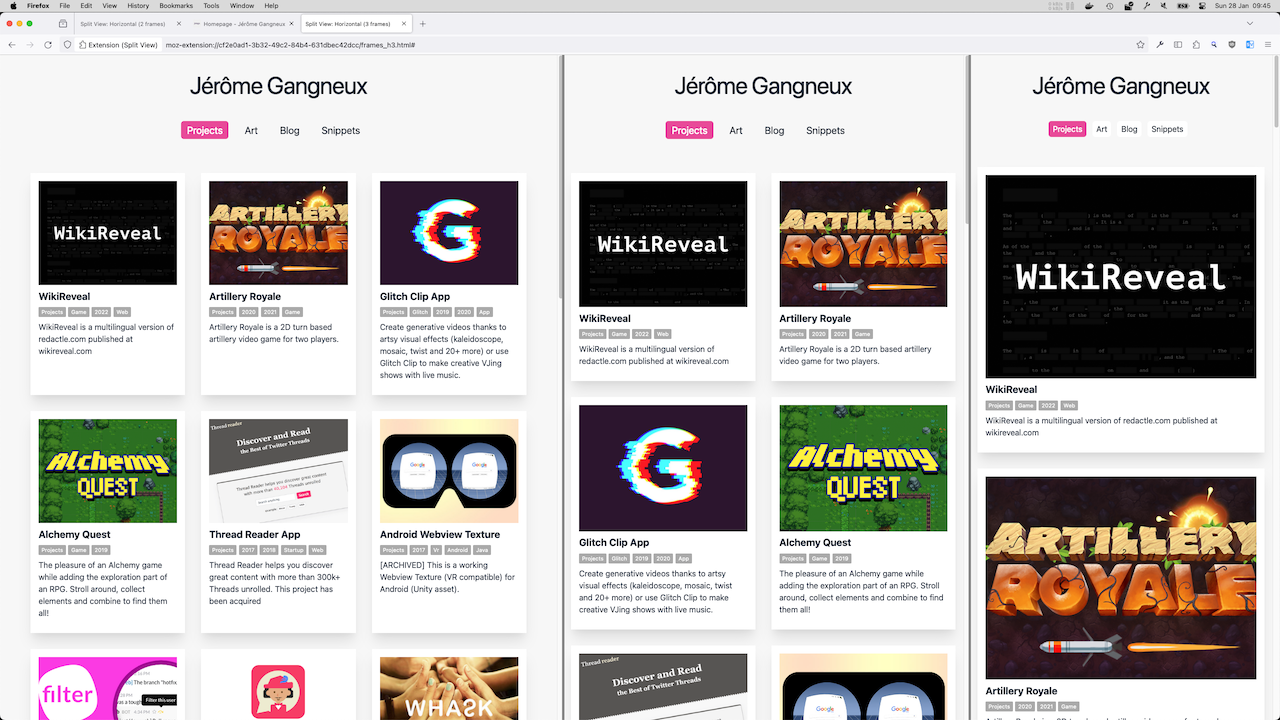 Firefox File Edit View History Bookmarks Tools Window Help
Sun 28 Jan 09:45
Split View: Horizontal (2 frames)
Homepage - Jérôme Gangneux
Split View: Horizontal (3 frames)
Extension (Split View)
moz-extension://cf2e0ad1-3b32-49c2-84b4-631dbec42dcc/frames_h3.html#
Jérôme Gangneux
Projects Art Blog Snippets
WikiReveal
WikiReveal
Projects Game 2022 Web
WikiReveal is a multilingual version of
redactle.com published at
wikireveal.com
ARTILLERY
ROYALE
Artillery Royale
Projects 2020 2021 Game
Artillery Royale is a 2D turn based
artillery video game for two players.
G
Glitch Clip App
Projects Glitch 2019 2020 App
Create generative videos thanks to
artsy visual effects (kaleidoscope,
mosaic, twist and 20+ more) or use
Glitch Clip to make creative VJing
shows with live music.
Alchemy
QUEST
Alchemy Quest
Projects Game 2019
The pleasure of an Alchemy game
while adding the exploration part of
an RPG. Stroll around, collect
elements and combine to find them
all!
Thread reader
Discover and Read
the Best of Twitter Threads
Thread Reader App
Projects 2017 2018 Startup Web
Thread Reader helps you discover
great content with more than 300k+
Threads unrolled. This project has
been acquired
Google Google
Android Webview Texture
Projects 2017 Vr Android Java
[ARCHIVED] This is a working
Webview Texture (VR compatible) for
Android (Unity asset).
filter
The branch "hotfix
Filter this user
WHASK
Jérôme Gangneux
Projects Art Blog Snippets
WikiReveal
WikiReveal
Projects Game 2022 Web
WikiReveal is a multilingual version of
redactle.com published at wikireveal.com
ARTILLERY
ROYALE
Artillery Royale
Projects 2020 2021 Game
Artillery Royale is a 2D turn based artillery
video game for two players.
G
Glitch Clip App
Projects Glitch 2019 2020 App
Create generative videos thanks to artsy
visual effects (kaleidoscope, mosaic, twist
and 20+ more) or use Glitch Clip to make
creative VJing shows with live music.
Alchemy
QUEST
Alchemy Quest
Projects Game 2019
The pleasure of an Alchemy game while
adding the exploration part of an RPG. Stroll
around, collect elements and combine to find
them all!
Thread reader
Discover and Read
the Best of Twitter Threads
Google Google
Jérôme Gangneux
Projects Art Blog Snippets
WikiReveal
WikiReveal
Projects Game 2022 Web
WikiReveal is a multilingual version of redactle.com published at
wikireveal.com
ARTILLERY
ROYALE
Artillery Royale
Projects 2020 2021 Game